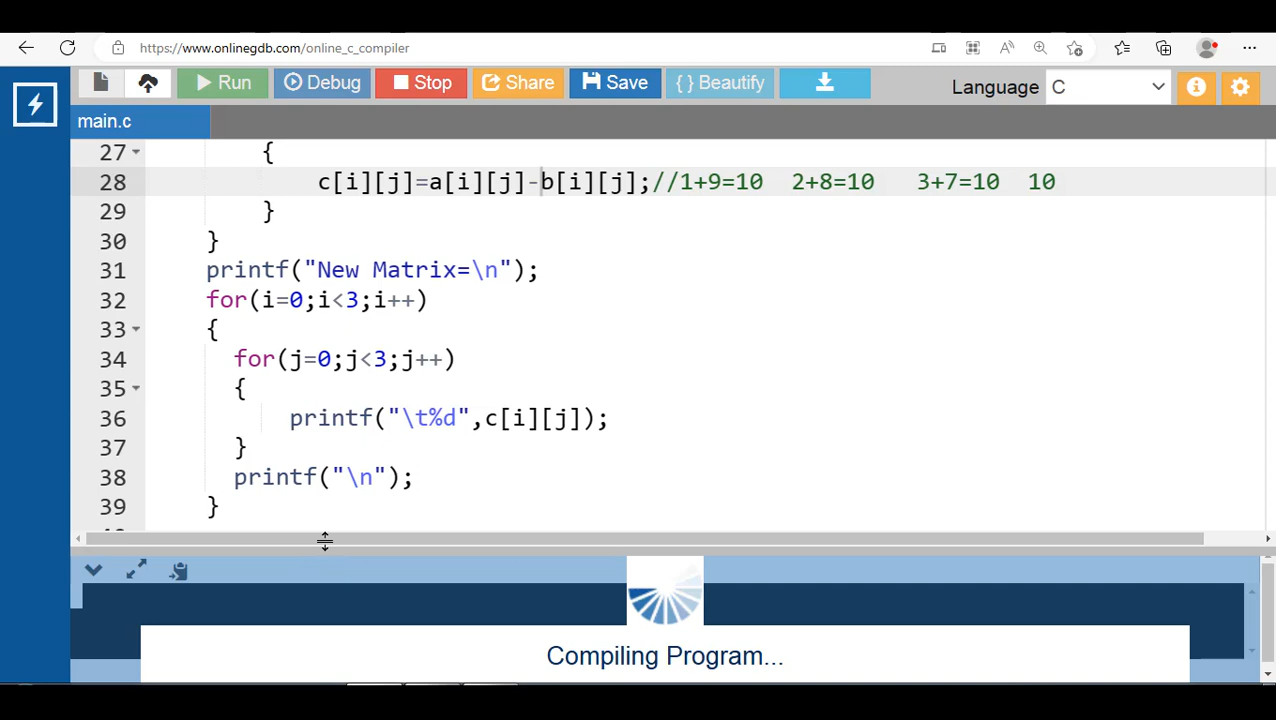 https://www.onlinegdb.com/online_c_compiler
Run Debug Stop Share Save { } Beautify Language C
main.c
27 {
28 c[i][j]=a[i][j]-b[i][j];//1+9=10 2+8=10 3+7=10 10
29 }
30 }
31 printf("New Matrix=\n");
32 for(i=0;i<3;i++)
33 {
34 for(j=0;j<3;j++)
35 {
36 printf("\t%d",c[i][j]);
37 }
38 printf("\n");
39 }
Compiling Program...